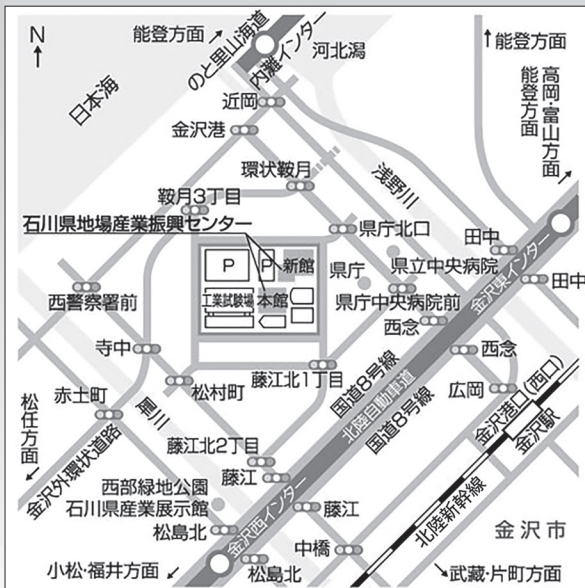 N
能登方面
のと里山海道
内灘インター
河北潟
能登方面
高岡・富山方面
能登方面
日本海
近岡
金沢港
環状鞍月
浅野川
鞍月3丁目
石川県地場産業振興センター
県庁北口
田中
P
P
新館
県庁
県立中央病院
金沢東インター
田中
工業試験場
本館
県庁中央病院前
西警察署前
西念
西念
寺中
国道8号線
北陸自動車道
国道8号線
広岡
金沢港口(西口)
金沢駅
松村町
藤江北1丁目
赤土町
犀川
松任方面
金沢外環状道路
藤江北2丁目
藤江
西部緑地公園
石川県産業展示館
金沢西インター
藤江
北陸新幹線
金沢市
松島北
中橋
小松・福井方面
松島北
武蔵・片町方面